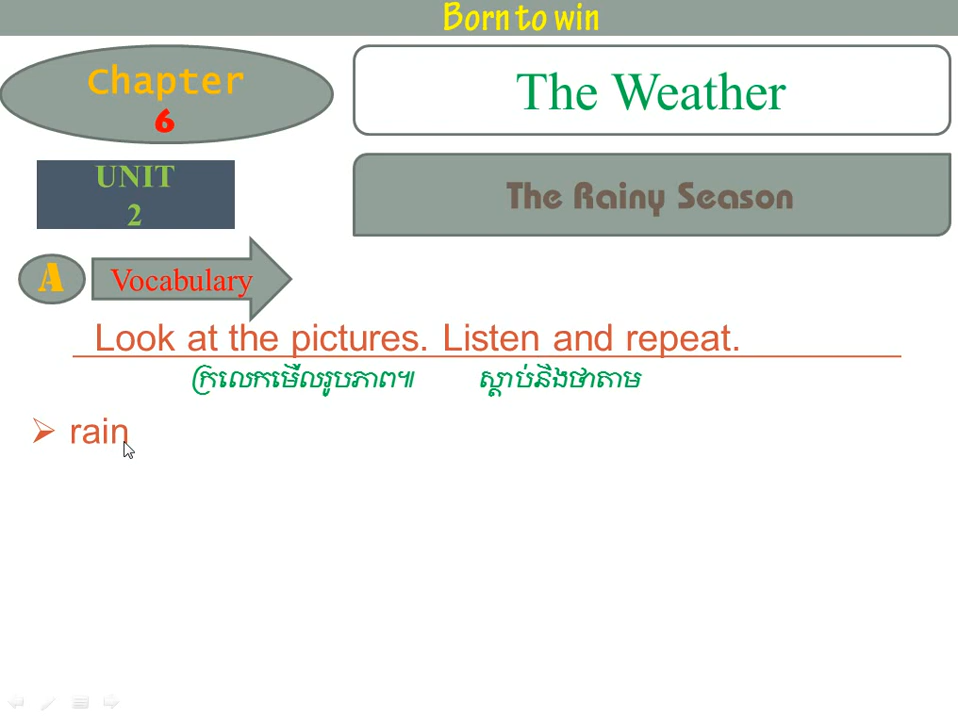 Born to win
Chapter
6
The Weather
UNIT
2
The Rainy Season
A
Vocabulary
Look at the pictures. Listen and repeat.
ក្រលេកមើលរូបភាព៕ ស្តាប់និងថាតាម
rain